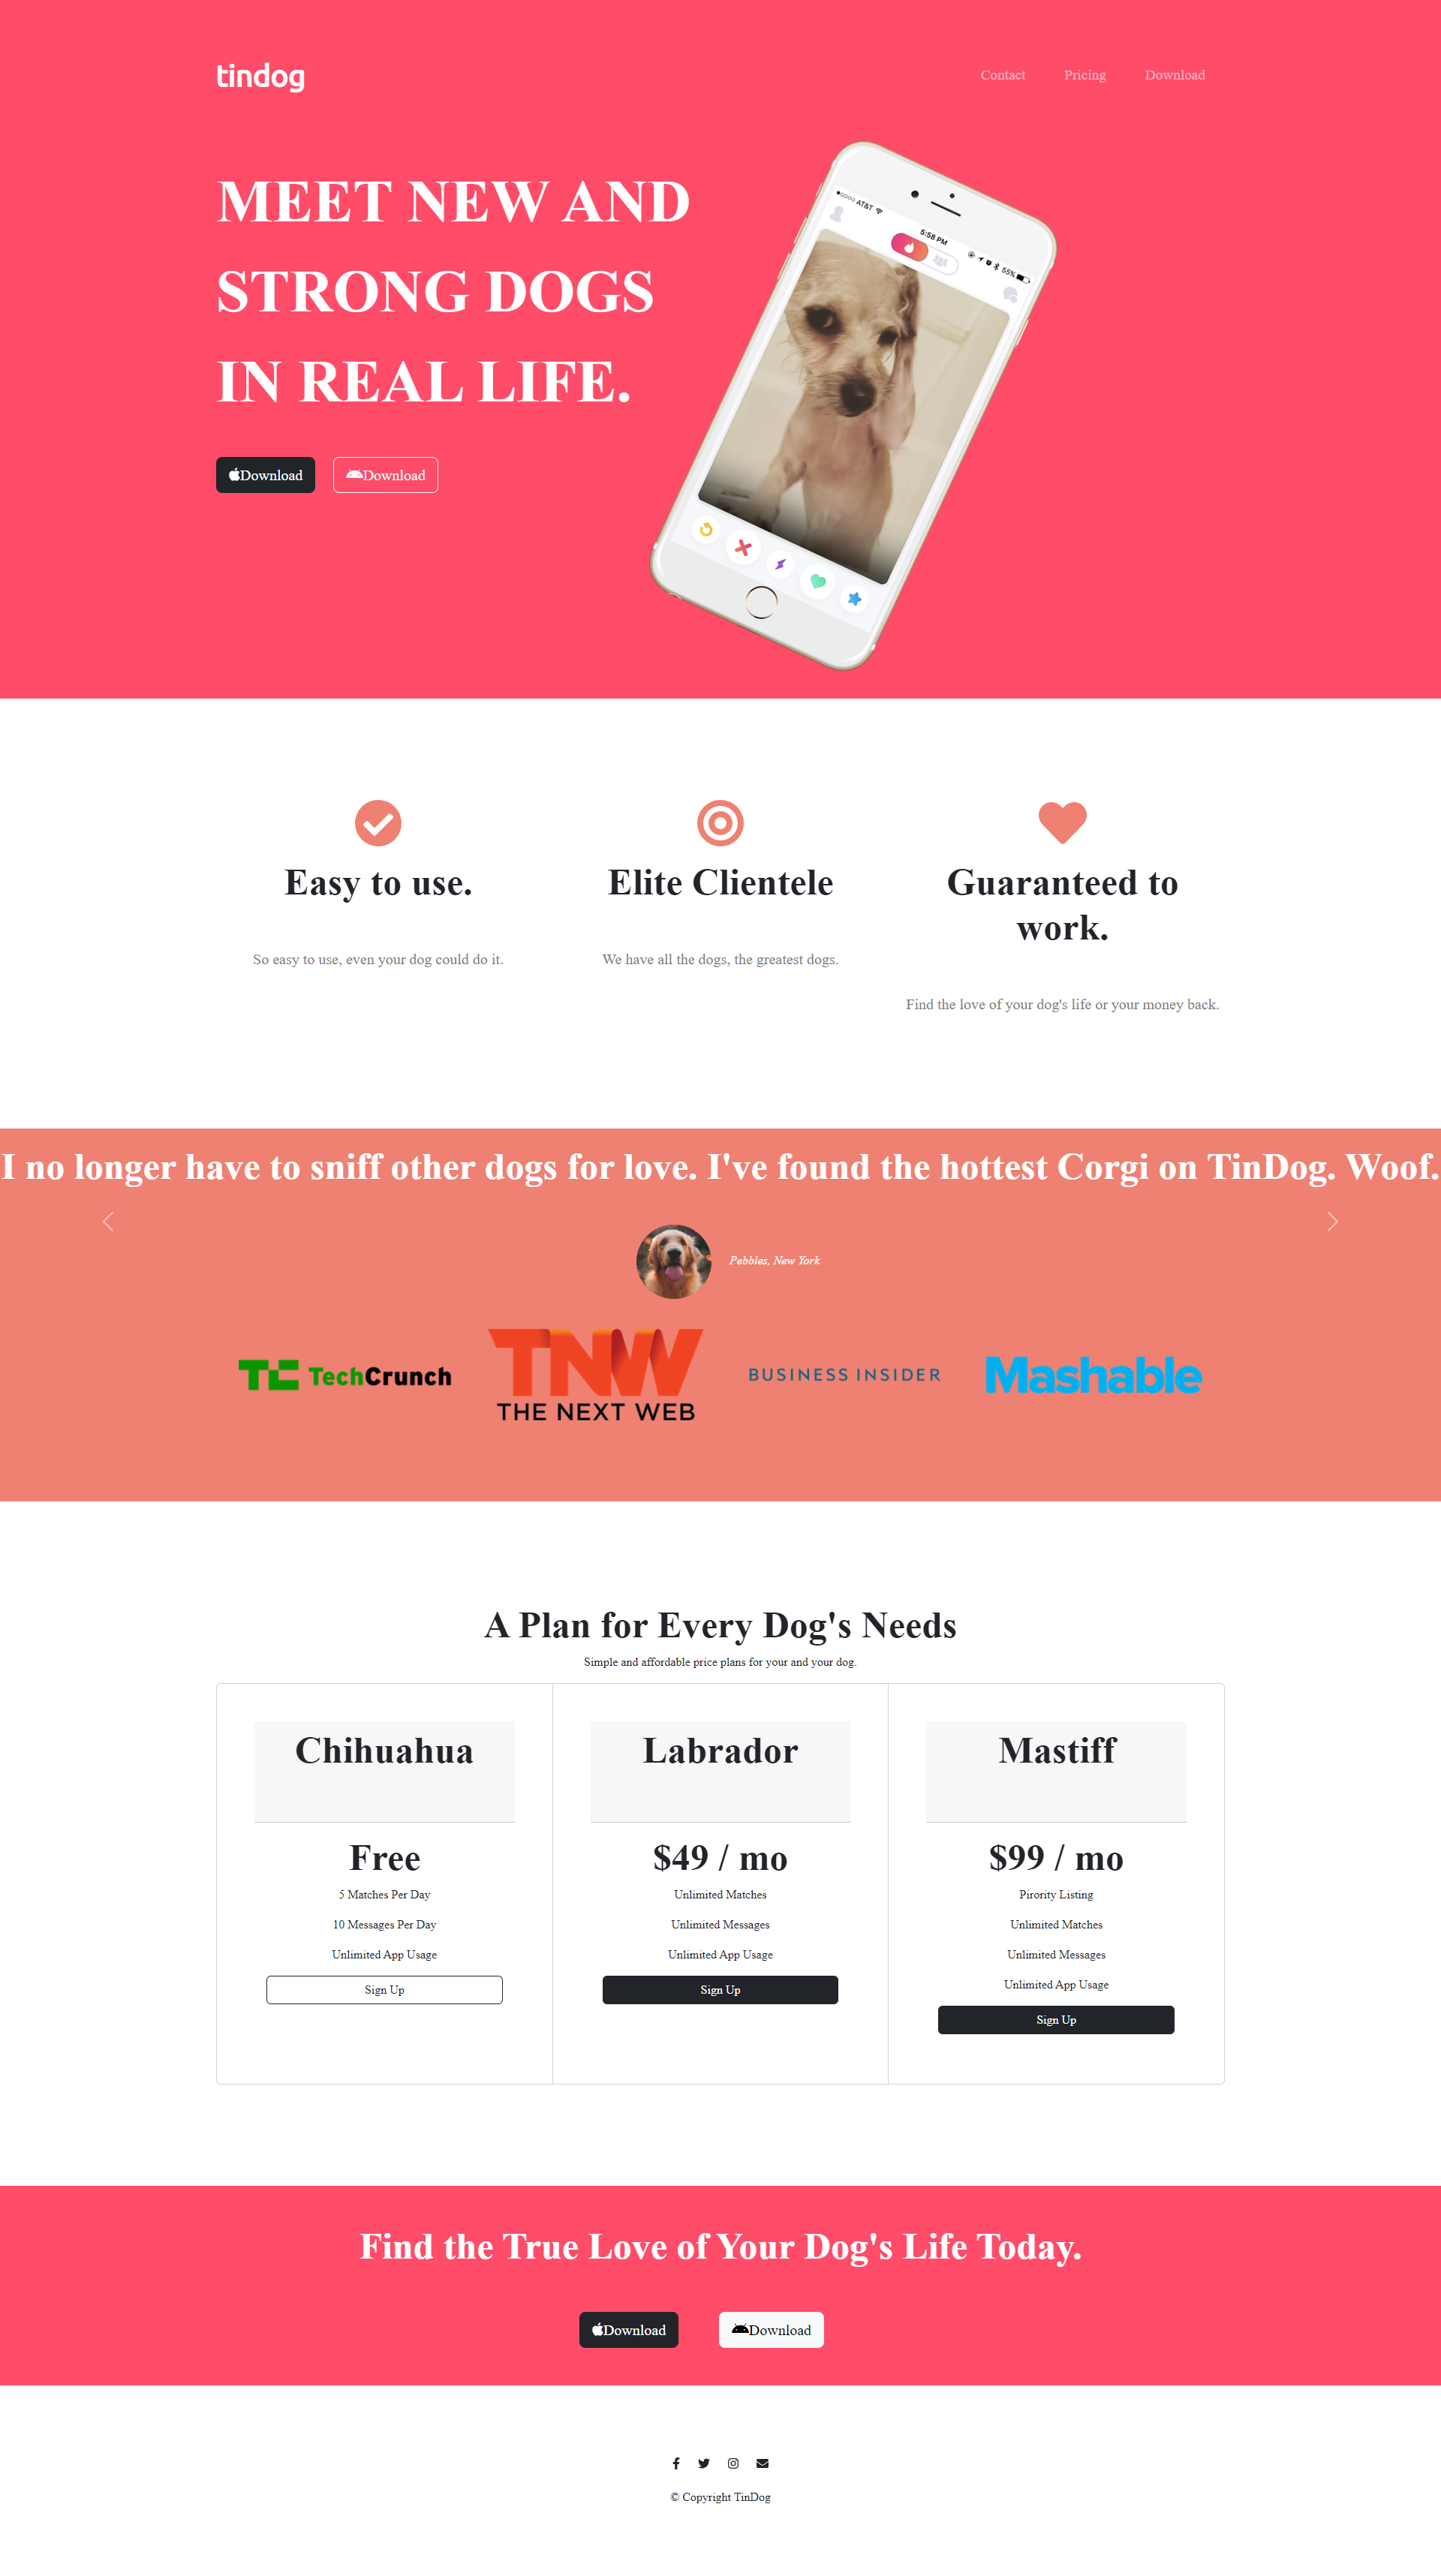 tindog
Contact Pricing Download
MEET NEW AND
STRONG DOGS
IN REAL LIFE.
Download Download
AT&T
5:58 PM
55%
Easy to use.
So easy to use, even your dog could do it.
Elite Clientele
We have all the dogs, the greatest dogs.
Guaranteed to
work.
Find the love of your dog's life or your money back.
I no longer have to sniff other dogs for love. I've found the hottest Corgi on TinDog. Woof.
Pebbles, New York
TC TechCrunch
TNW
THE NEXT WEB
BUSINESS INSIDER
Mashable
A Plan for Every Dog's Needs
Simple and affordable price plans for your and your dog.
Chihuahua
Free
5 Matches Per Day
10 Messages Per Day
Unlimited App Usage
Sign Up
Labrador
$49 / mo
Unlimited Matches
Unlimited Messages
Unlimited App Usage
Sign Up
Mastiff
$99 / mo
Pirority Listing
Unlimited Matches
Unlimited Messages
Unlimited App Usage
Sign Up
Find the True Love of Your Dog's Life Today.
Download Download
© Copyright TinDog